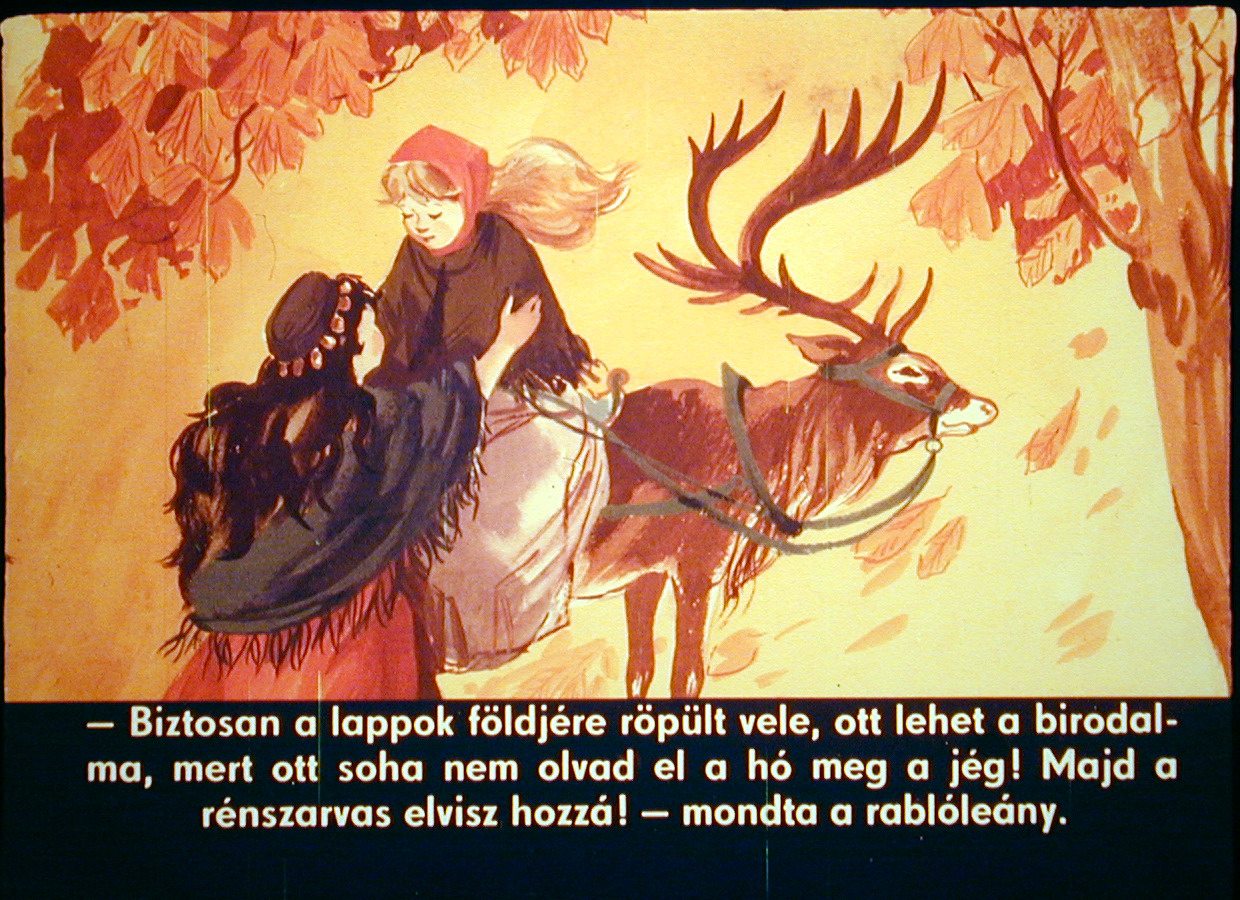 — Biztosan a lappok földjére röpült vele, ott lehet a birodal-
ma, mert ott soha nem olvad el a hó meg a jég! Majd a
rénszarvas elvisz hozzá! — mondta a rablóleány.